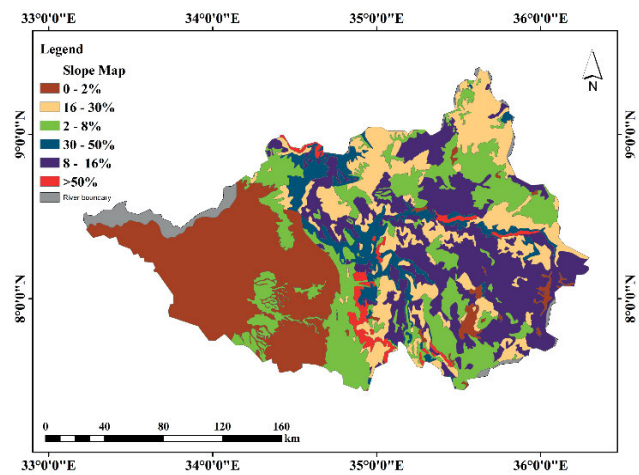 33°0'0"E 34°0'0"E 35°0'0"E 36°0'0"E
Legend
Slope Map
0 - 2%
16 - 30%
2 - 8%
30 - 50%
8 - 16%
>50%
River boundary
N
9°0'0"N
9°0'0"N
8°0'0"N
8°0'0"N
0 40 80 120 160
km
33°0'0"E 34°0'0"E 35°0'0"E 36°0'0"E